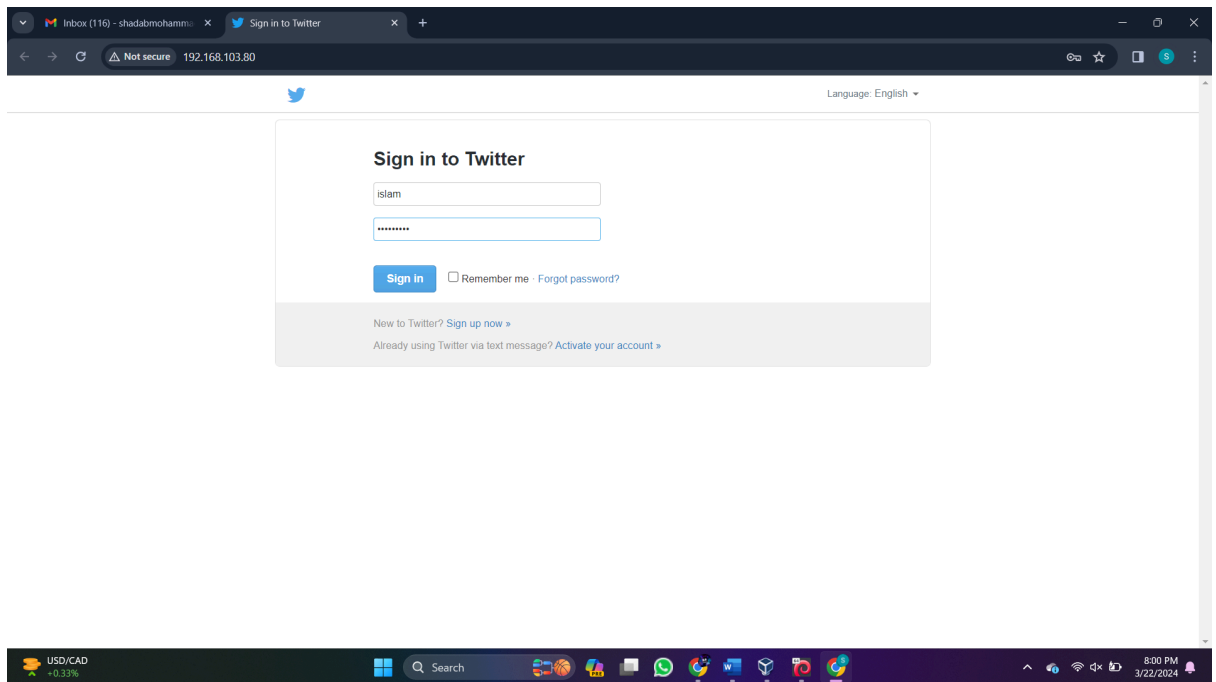 Inbox (116) - shadabmohamma
Sign in to Twitter
Not secure 192.168.103.80
S
Language: English
Sign in to Twitter
islam
•••••••••
Sign in
Remember me · Forgot password?
New to Twitter? Sign up now »
Already using Twitter via text message? Activate your account »
USD/CAD
+0.33%
Search
PRE
8:00 PM
3/22/2024